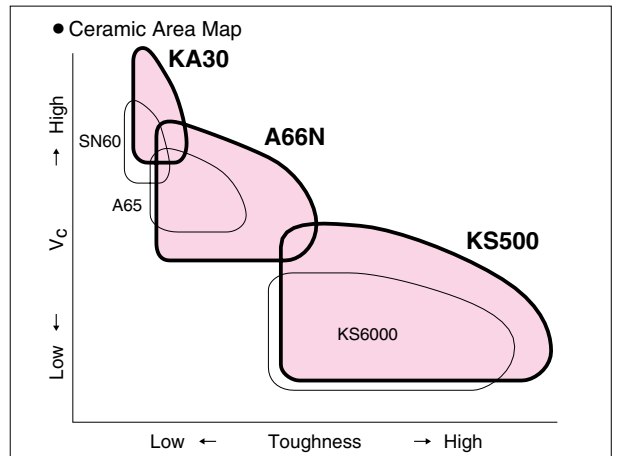 ● Ceramic Area Map
KA30
High
→
SN60
A66N
A65
Vc
KS500
←
KS6000
Low
Low ← Toughness → High